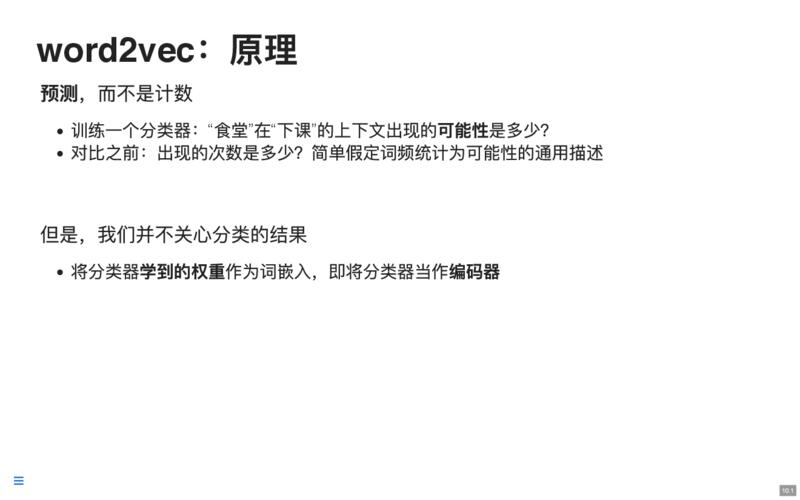 word2vec：原理
预测，而不是计数
训练一个分类器：“食堂”在“下课”的上下文出现的可能性是多少？
对比之前：出现的次数是多少？简单假定词频统计为可能性的通用描述
但是，我们并不关心分类的结果
将分类器学到的权重作为词嵌入，即将分类器当作编码器
10.1